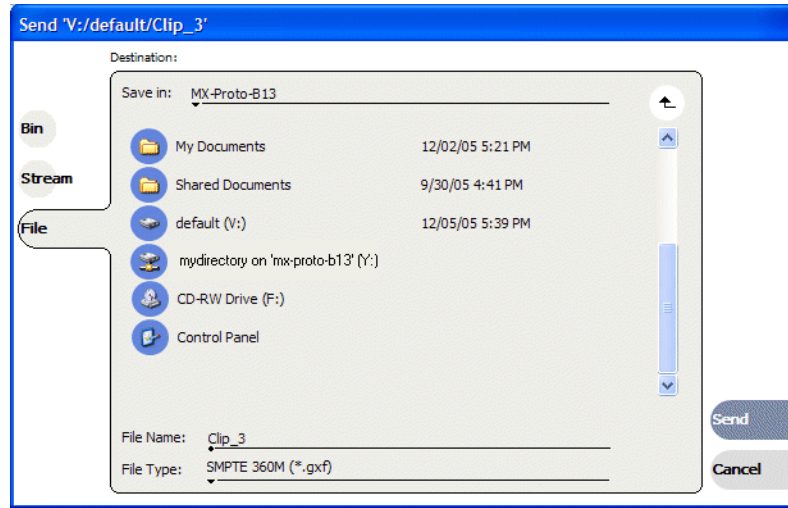 Send 'V:/default/Clip_3'
Destination:
Save in: MX-Proto-B13
Bin
Stream
File
My Documents 12/02/05 5:21 PM
Shared Documents 9/30/05 4:41 PM
default (V:) 12/05/05 5:39 PM
mydirectory on 'mx-proto-b13' (Y:)
CD-RW Drive (F:)
Control Panel
File Name: Clip_3
File Type: SMPTE 360M (*.gxf)
Send
Cancel